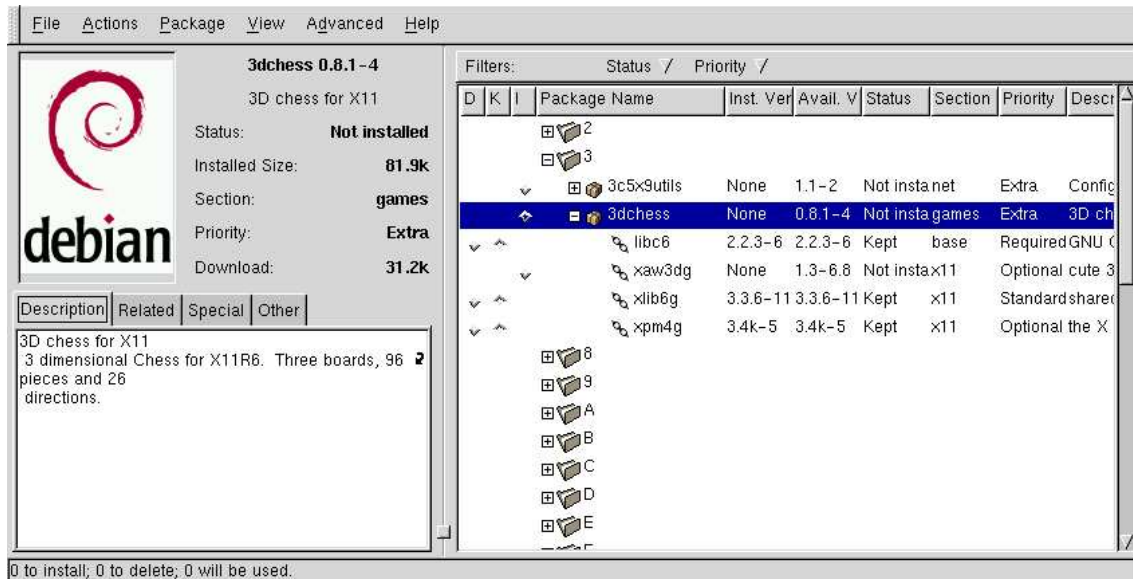 File Actions Package View Advanced Help
debian
3dchess 0.8.1-4
3D chess for X11
Status: Not installed
Installed Size: 81.9k
Section: games
Priority: Extra
Download: 31.2k
Description Related Special Other
3D chess for X11
3 dimensional Chess for X11R6. Three boards, 96
pieces and 26
directions.
Filters: Status Priority
D K I Package Name Inst. Ver Avail. V Status Section Priority Descr
2
3
3c5x9utils None 1.1-2 Not insta net Extra Config
3dchess None 0.8.1-4 Not insta games Extra 3D ch
libc6 2.2.3-6 2.2.3-6 Kept base Required GNU
xaw3dg None 1.3-6.8 Not insta x11 Optional cute 3
xlib6g 3.3.6-11 3.3.6-11 Kept x11 Standard shared
xpm4g 3.4k-5 3.4k-5 Kept x11 Optional the X
8
9
A
B
C
D
E
0 to install; 0 to delete; 0 will be used.